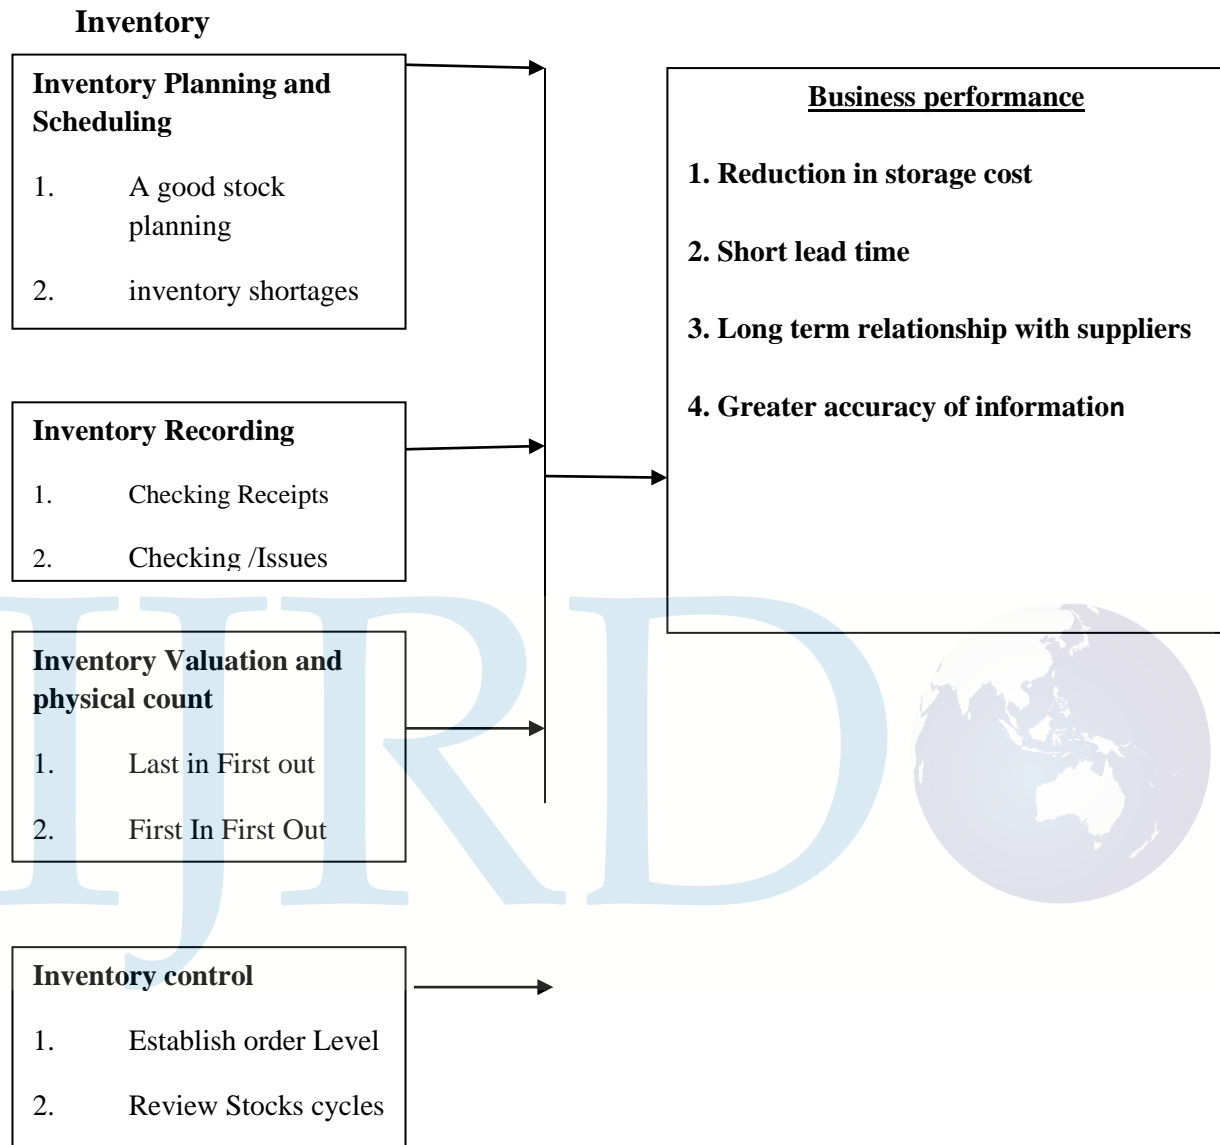 Inventory
Inventory Planning and
Scheduling
1. A good stock
planning
2. inventory shortages
Inventory Recording
1. Checking Receipts
2. Checking /Issues
Inventory Valuation and
physical count
1. Last in First out
2. First In First Out
Inventory control
1. Establish order Level
2. Review Stocks cycles
Business performance
1. Reduction in storage cost
2. Short lead time
3. Long term relationship with suppliers
4. Greater accuracy of information
IJRD